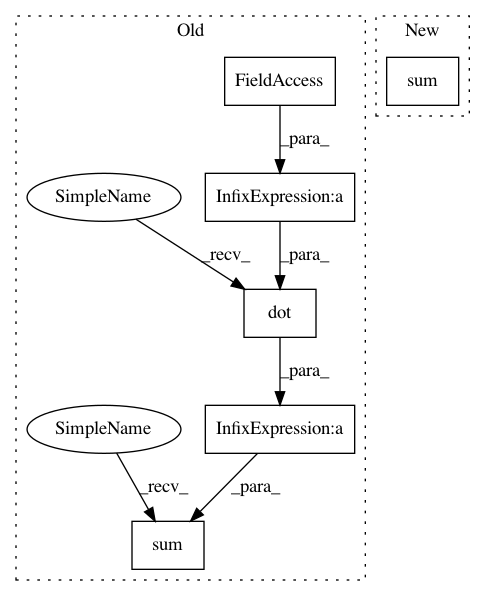 Old
New
FieldAccess
sum
_para_
SimpleName
InfixExpression:a
_recv_
_para_
dot
_para_
SimpleName
InfixExpression:a
_recv_
_para_
sum